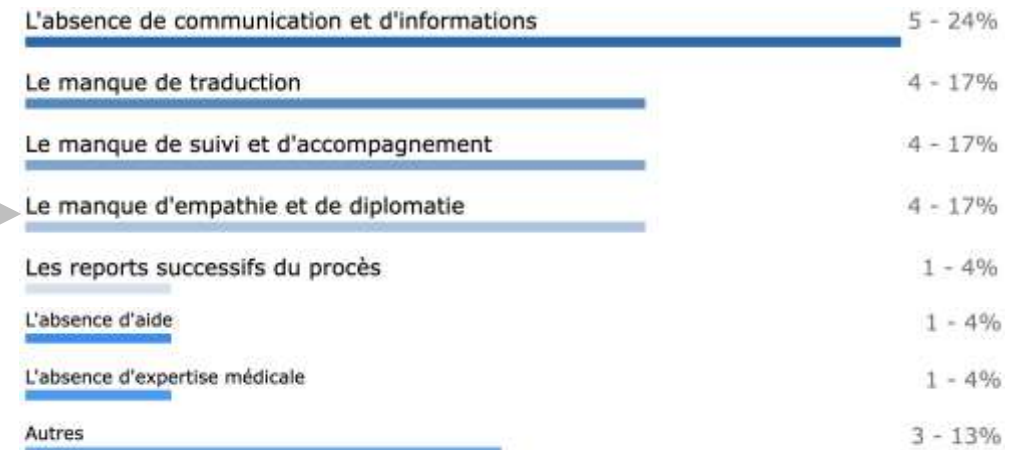 L'absence de communication et d'informations 5 - 24%
Le manque de traduction 4 - 17%
Le manque de suivi et d'accompagnement 4 - 17%
Le manque d'empathie et de diplomatie 4 - 17%
Les reports successifs du procès 1 - 4%
L'absence d'aide 1 - 4%
L'absence d'expertise médicale 1 - 4%
Autres 3 - 13%